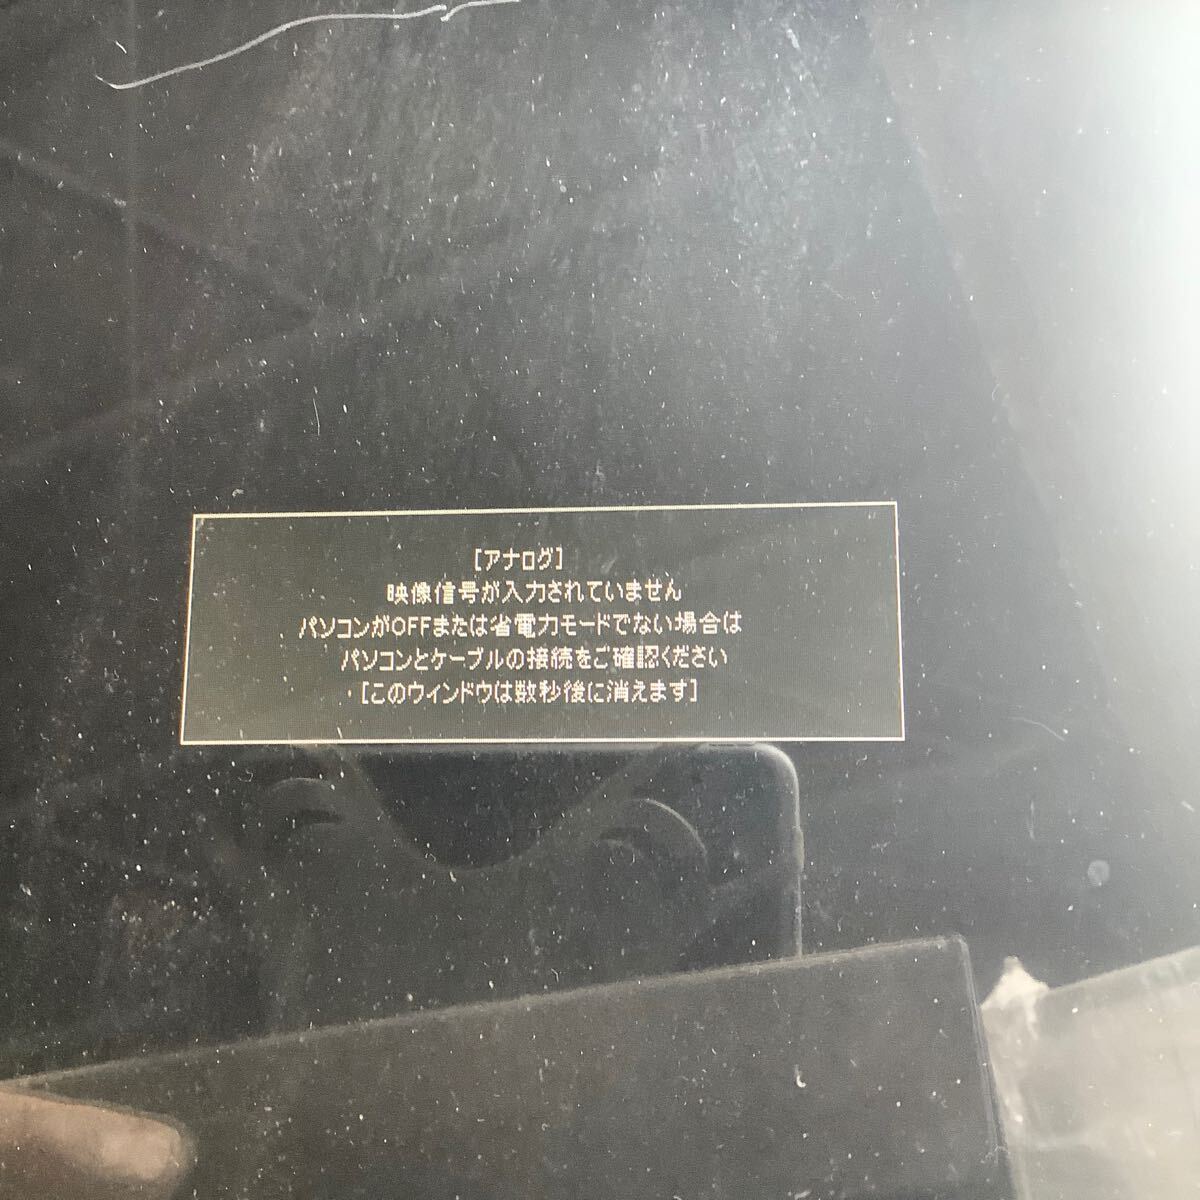 [アナログ]
映像信号が入力されていません
パソコンがOFFまたは省電力モードでない場合は
パソコンとケーブルの接続をご確認ください
[このウィンドウは数秒後に消えます]